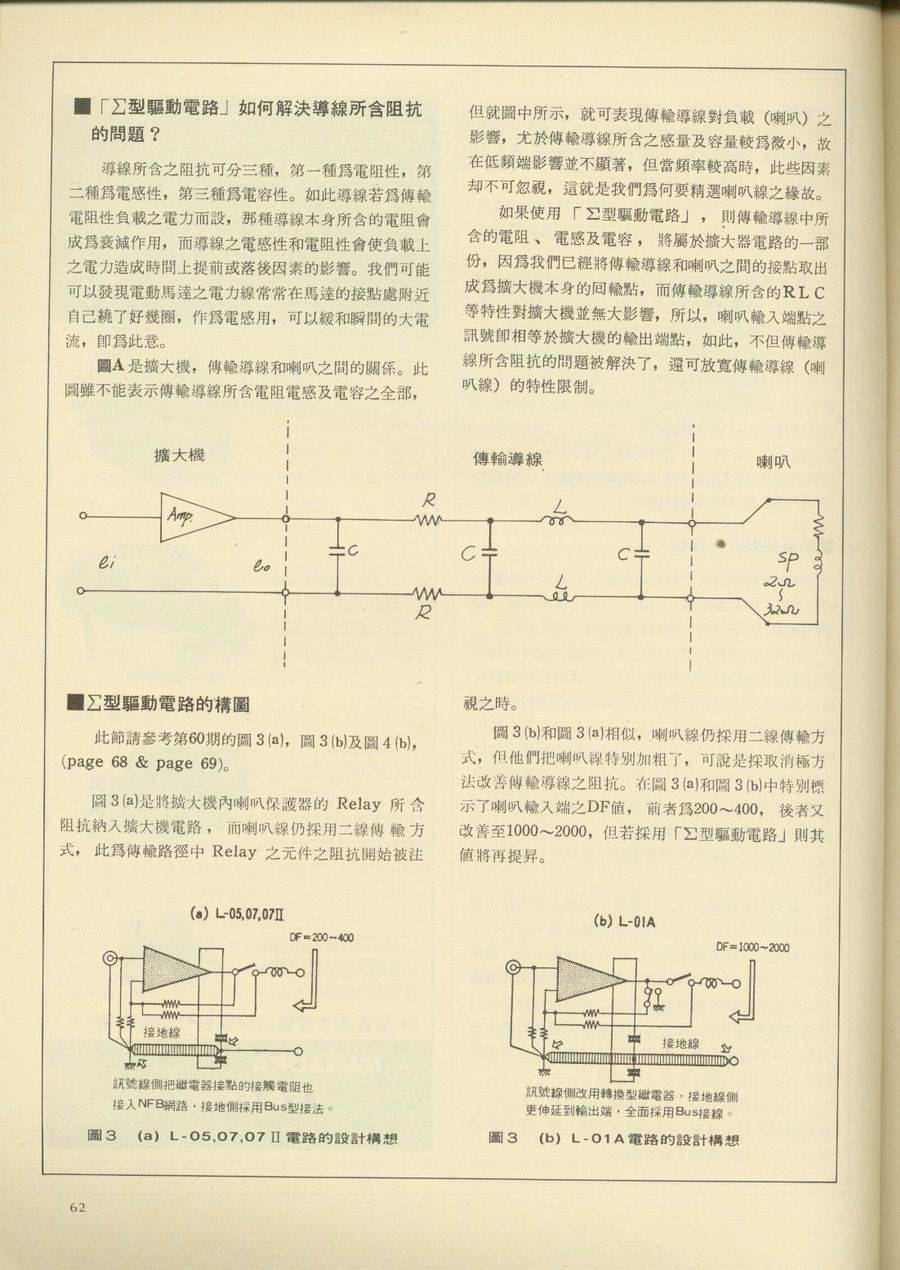 ■「Σ型驅動電路」如何解決導線所含阻抗
的問題？
導線所含之阻抗可分三種，第一種爲電阻性，第
二種爲電感性，第三種爲電容性。如此導線若爲傳輸
電阻性負載之電力而設，那種導線本身所含的電阻會
成爲衰減作用，而導線之電感性和電阻性會使負載上
之電力造成時間上提前或落後因素的影響。我們可能
可以發現電動馬達之電力線常常在馬達的接點處附近
自己繞了好幾圈，作爲電感用，可以緩和瞬間的大電
流，卽爲此意。
圖A是擴大機，傳輸導線和喇叭之間的關係。此
圖雖不能表示傳輸導線所含電阻電感及電容之全部，
但就圖中所示，就可表現傳輸導線對負載（喇叭）之
影響，尤於傳輸導線所含之感量及容量較爲微小，故
在低頻端影響並不顯著，但當頻率較高時，此些因素
却不可忽視，這就是我們爲何要精選喇叭線之緣故。
如果使用「Σ型驅動電路」，則傳輸導線中所
含的電阻、電感及電容，將屬於擴大器電路的一部
份，因爲我們已經將傳輸導線和喇叭之間的接點取出
成爲擴大機本身的回輸點，而傳輸導線所含的RLC
等特性對擴大機並無大影響，所以，喇叭輸入端點之
訊號卽相等於擴大機的輸出端點，如此，不但傳輸導
線所含阻抗的問題被解決了，還可放寬傳輸導線（喇
叭線）的特性限制。
擴大機
傳輸導線
喇叭
Amp.
R
L
ei
eo
C
C
C
SP
2Ω
〜
32Ω
R
L
■Σ型驅動電路的構圖
此節請參考第60期的圖3(a)，圖3(b)及圖4(b)，
(page 68 & page 69)。
圖3(a)是將擴大機內喇叭保護器的 Relay 所含
阻抗納入擴大機電路，而喇叭線仍採用二線傳輸方
式，此爲傳輸路徑中 Relay 之元件之阻抗開始被注
視之時。
圖3(b)和圖3(a)相似，喇叭線仍採用二線傳輸方
式，但他們把喇叭線特別加粗了，可說是採取消極方
法改善傳輸導線之阻抗。在圖3(a)和圖3(b)中特別標
示了喇叭輸入端之DF値，前者爲200～400，後者又
改善至1000～2000，但若採用「Σ型驅動電路」則其
値將再提昇。
(a) L-05,07,07Ⅱ
DF=200~400
接地線
訊號線側把繼電器接點的接觸電阻也
接入NFB網路，接地側採用Bus型接法。
圖3　(a) L-05,07,07Ⅱ電路的設計構想
(b) L-01A
DF=1000~2000
接地線
訊號線側改用轉換型繼電器，接地線側
更伸延到輸出端，全面採用Bus接線。
圖3　(b) L-01A電路的設計構想
62